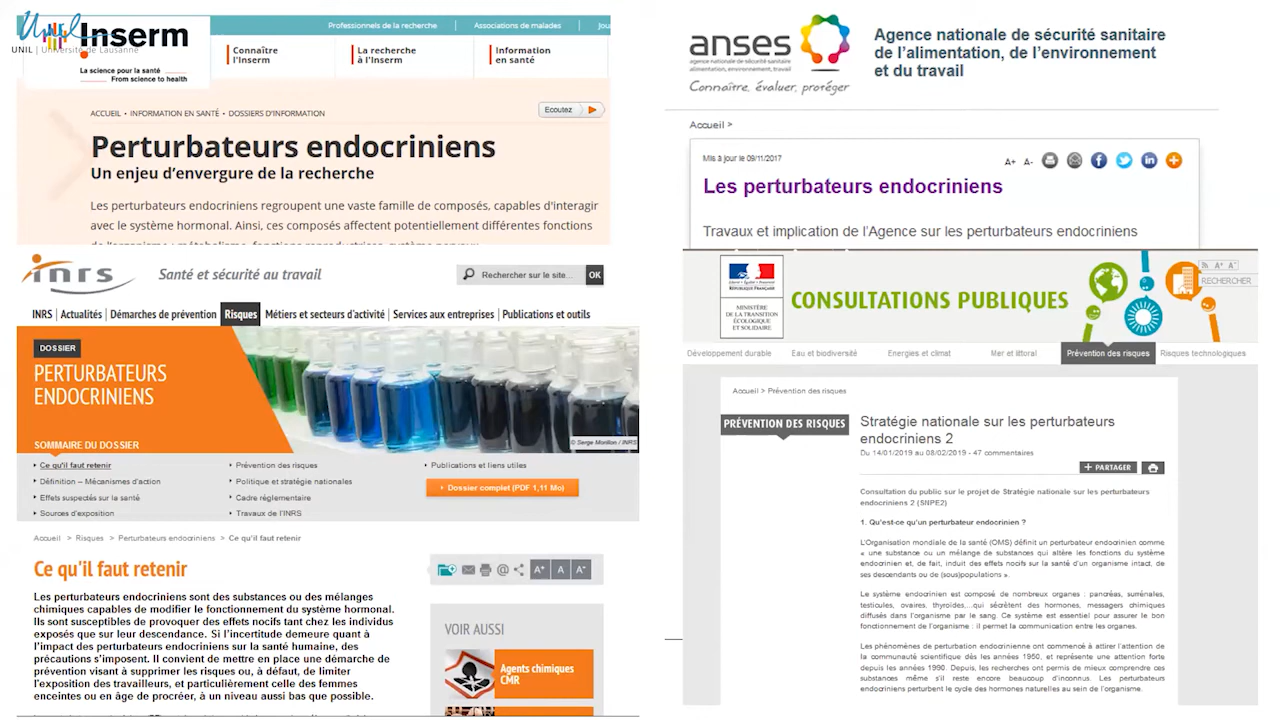 Unil
UNIL | Université de Lausanne
Inserm
La science pour la santé
From science to health
Professionnels de la recherche
Associations de malades
Jou
Connaître
l'Inserm
La recherche
à l'Inserm
Information
en santé
ACCUEIL • INFORMATION EN SANTÉ • DOSSIERS D'INFORMATION
Ecoutez
Perturbateurs endocriniens
Un enjeu d'envergure de la recherche
Les perturbateurs endocriniens regroupent une vaste famille de composés, capables d'interagir
avec le système hormonal. Ainsi, ces composés affectent potentiellement différentes fonctions
de l'organisme : métabolisme, fonctions reproductrices, système nerveux
inrs
Santé et sécurité au travail
Rechercher sur le site...
OK
INRS | Actualités | Démarches de prévention | Risques | Métiers et secteurs d'activité | Services aux entreprises | Publications et outils
DOSSIER
PERTURBATEURS
ENDOCRINIENS
© Serge Morillon / INRS
SOMMAIRE DU DOSSIER
Ce qu'il faut retenir
Définition – Mécanismes d'action
Effets suspectés sur la santé
Sources d'exposition
Prévention des risques
Politique et stratégie nationales
Cadre réglementaire
Travaux de l'INRS
Publications et liens utiles
Dossier complet (PDF 1,11 Mo)
Accueil > Risques > Perturbateurs endocriniens > Ce qu'il faut retenir
Ce qu'il faut retenir
A+ A A-
Les perturbateurs endocriniens sont des substances ou des mélanges
chimiques capables de modifier le fonctionnement du système hormonal.
Ils sont susceptibles de provoquer des effets nocifs tant chez les individus
exposés que sur leur descendance. Si l'incertitude demeure quant à
l'impact des perturbateurs endocriniens sur la santé humaine, des
précautions s'imposent. Il convient de mettre en place une démarche de
prévention visant à supprimer les risques ou, à défaut, de limiter
l'exposition des travailleurs, et particulièrement celle des femmes
enceintes ou en âge de procréer, à un niveau aussi bas que possible.
VOIR AUSSI
Agents chimiques
CMR
anses
agence nationale de sécurité sanitaire
alimentation, environnement, travail
Connaître, évaluer, protéger
Agence nationale de sécurité sanitaire
de l'alimentation, de l'environnement
et du travail
Accueil >
Mis à jour le 09/11/2017
A+ A-
Les perturbateurs endocriniens
Travaux et implication de l'Agence sur les perturbateurs endocriniens
RÉPUBLIQUE FRANÇAISE
MINISTÈRE
DE LA TRANSITION
ÉCOLOGIQUE
ET SOLIDAIRE
CONSULTATIONS PUBLIQUES
A+ A-
RECHERCHER
Développement durable
Eau et biodiversité
Energies et climat
Mer et littoral
Prévention des risques
Risques technologiques
Accueil > Prévention des risques
PRÉVENTION DES RISQUES
Stratégie nationale sur les perturbateurs
endocriniens 2
Du 14/01/2019 au 08/02/2019 - 47 commentaires
+ PARTAGER
Consultation du public sur le projet de Stratégie nationale sur les perturbateurs
endocriniens 2 (SNPE2)
1. Qu'est-ce qu'un perturbateur endocrinien ?
L'Organisation mondiale de la santé (OMS) définit un perturbateur endocrinien comme
« une substance ou un mélange de substances qui altère les fonctions du système
endocrinien et, de fait, induit des effets nocifs sur la santé d'un organisme intact, de
ses descendants ou de (sous)populations ».
Le système endocrinien est composé de nombreux organes : pancréas, surrénales,
testicules, ovaires, thyroïdes,...qui sécrètent des hormones, messagers chimiques
diffusés dans l'organisme par le sang. Ce système est essentiel pour assurer le bon
fonctionnement de l'organisme : il permet la communication entre les organes.
Les phénomènes de perturbation endocrinienne ont commencé à attirer l'attention de
la communauté scientifique dès les années 1950, et représente une attention forte
depuis les années 1990. Depuis, les recherches ont permis de mieux comprendre ces
substances même s'il reste encore beaucoup d'inconnus. Les perturbateurs
endocriniens perturbent le cycle des hormones naturelles au sein de l'organisme.